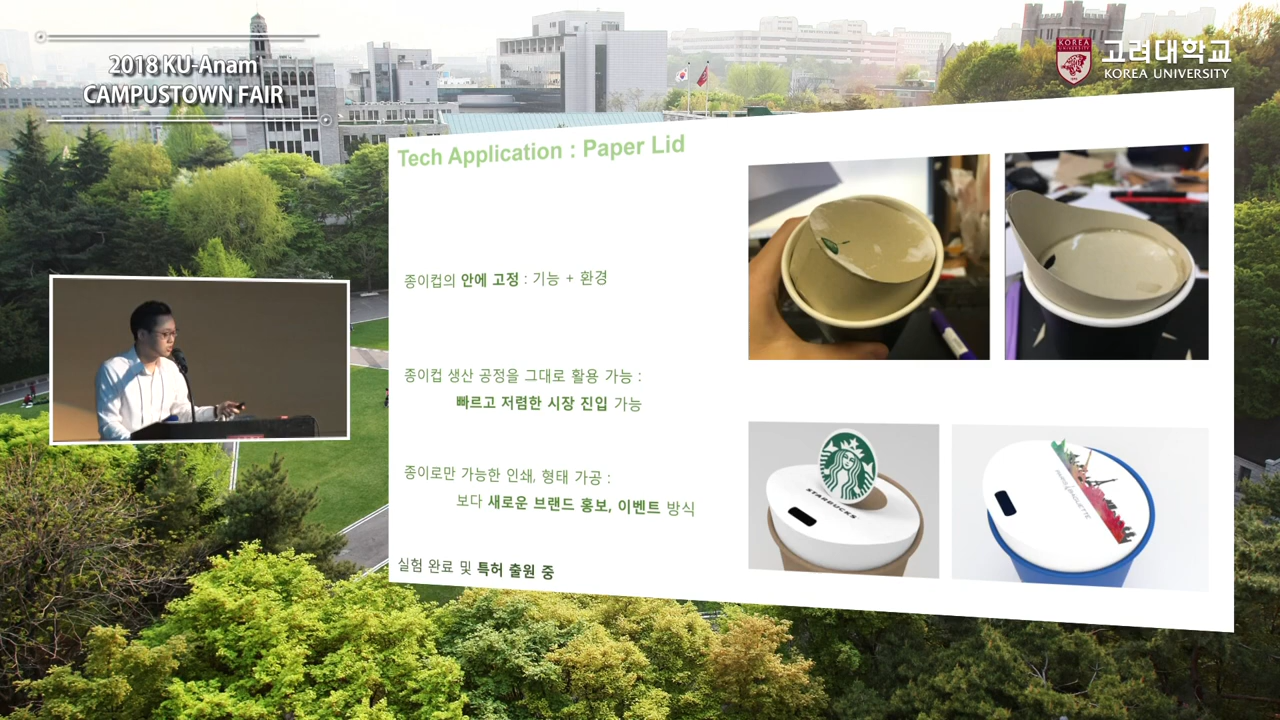 2018 KU-Anam
CAMPUSTOWN FAIR
KOREA
UNIVERSITY
고려대학교
KOREA UNIVERSITY
Tech Application : Paper Lid
종이컵의 안에 고정 : 기능 + 환경
종이컵 생산 공정을 그대로 활용 가능 :
빠르고 저렴한 시장 진입 가능
종이로만 가능한 인쇄, 형태 가공 :
보다 새로운 브랜드 홍보, 이벤트 방식
실험 완료 및 특허 출원 중
STARBUCKS